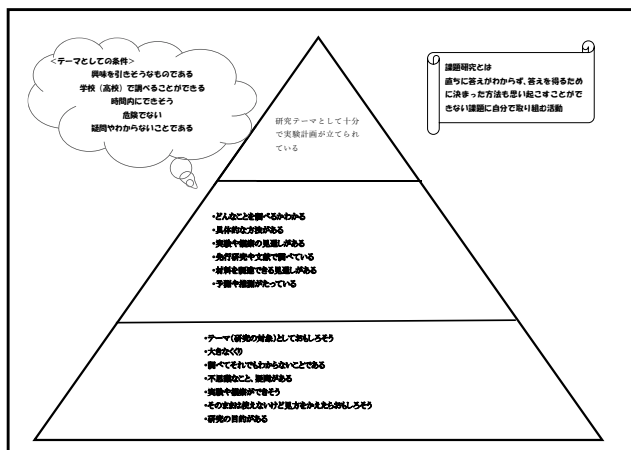 <テーマとしての条件>
興味を引きそうなものである
学校（高校）で調べることができる
時間内にできそう
危険でない
疑問やわからないことである
課題研究とは
直ちに答えがわからず、答えを得るため
に決まった方法も思い起こすことがで
きない課題に自分で取り組む活動
研究テーマとして十分
で実験計画が立てられ
ている
・どんなことを調べるかわかる
・具体的な方法がある
・実験や観察の見通しがある
・先行研究や文献で調べている
・材料を調達できる見通しがある
・予想や推測がたっている
・テーマ（研究の対象）としておもしろそう
・大きなくくり
・調べてそれでもわからないことである
・不思議なこと、疑問がある
・実験や観察ができそう
・そのままは使えないけど見方をかえたらおもしろそう
・研究の目的がある